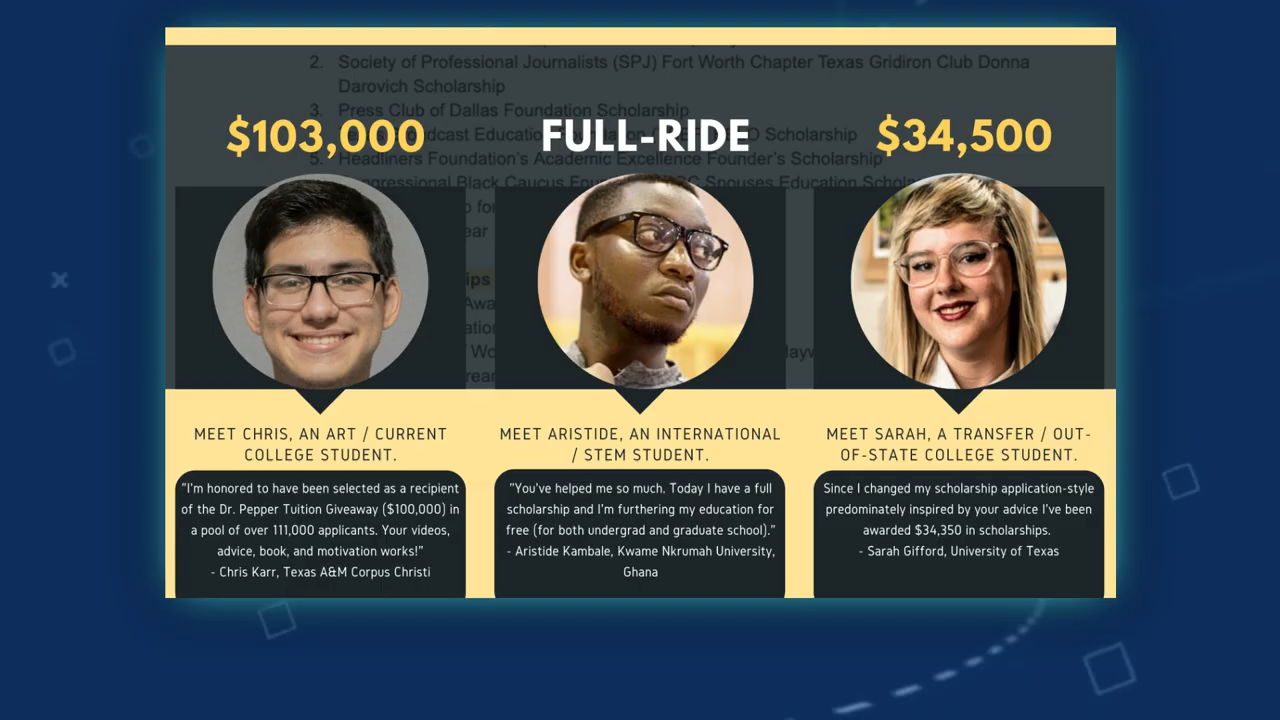 2. Society of Professional Journalists (SPJ) Fort Worth Chapter Texas Gridiron Club Donna
Darovich Scholarship
3. Press Club of Dallas Foundation Scholarship
$103,000
FULL-RIDE
$34,500
Scholarship
5. Headliners Foundation's Academic Excellence Founder's Scholarship
Black Caucus Spouses Education
MEET CHRIS, AN ART / CURRENT
COLLEGE STUDENT.
"I'm honored to have been selected as a recipient
of the Dr. Pepper Tuition Giveaway ($100,000) in
a pool of over 111,000 applicants. Your videos,
advice, book, and motivation works!"
- Chris Karr, Texas A&M Corpus Christi
MEET ARISTIDE, AN INTERNATIONAL
/ STEM STUDENT.
"You've helped me so much. Today I have a full
scholarship and I'm furthering my education for
free (for both undergrad and graduate school)."
- Aristide Kambale, Kwame Nkrumah University,
Ghana
MEET SARAH, A TRANSFER / OUT-
OF-STATE COLLEGE STUDENT.
Since I changed my scholarship application-style
predominately inspired by your advice I've been
awarded $34,350 in scholarships.
- Sarah Gifford, University of Texas